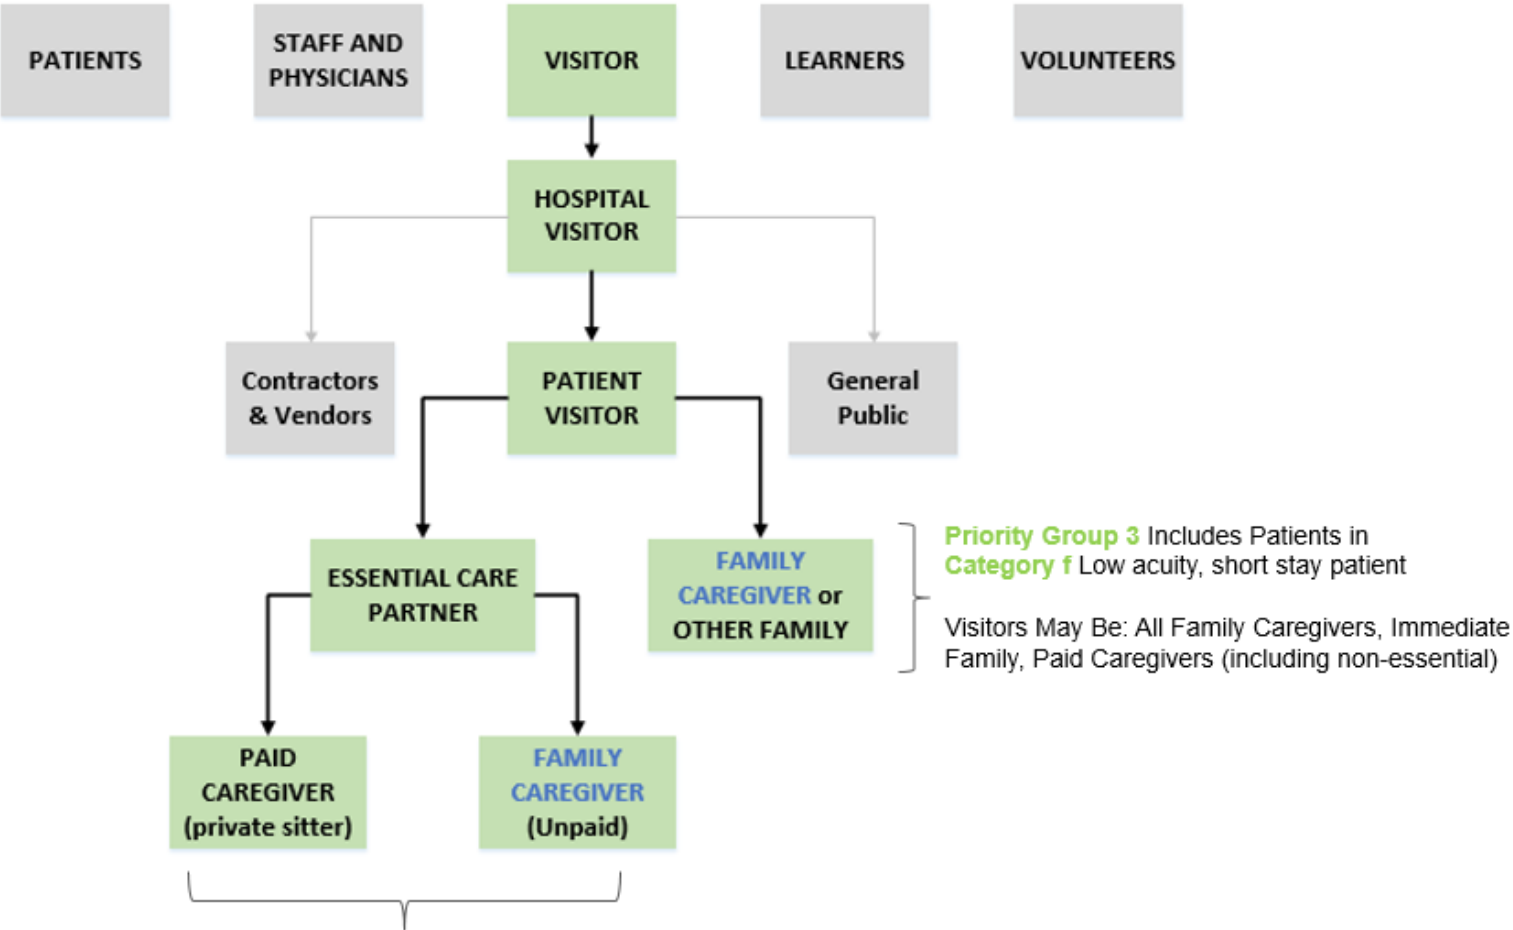 PATIENTS
STAFF AND
PHYSICIANS
VISITOR
LEARNERS
VOLUNTEERS
HOSPITAL
VISITOR
Contractors
& Vendors
PATIENT
VISITOR
General
Public
ESSENTIAL CARE
PARTNER
FAMILY
CAREGIVER or
OTHER FAMILY
Priority Group 3 Includes Patients in
Category f Low acuity, short stay patient
Visitors May Be: All Family Caregivers, Immediate
Family, Paid Caregivers (including non-essential)
PAID
CAREGIVER
(private sitter)
FAMILY
CAREGIVER
(Unpaid)